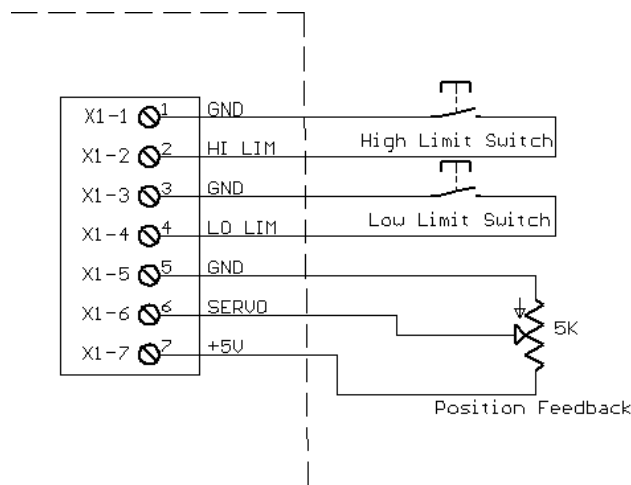 X1-1 1 GND
High Limit Switch
X1-2 2 HI LIM
X1-3 3 GND
Low Limit Switch
X1-4 4 LO LIM
X1-5 5 GND
X1-6 6 SERVO
5K
X1-7 7 +5V
Position Feedback